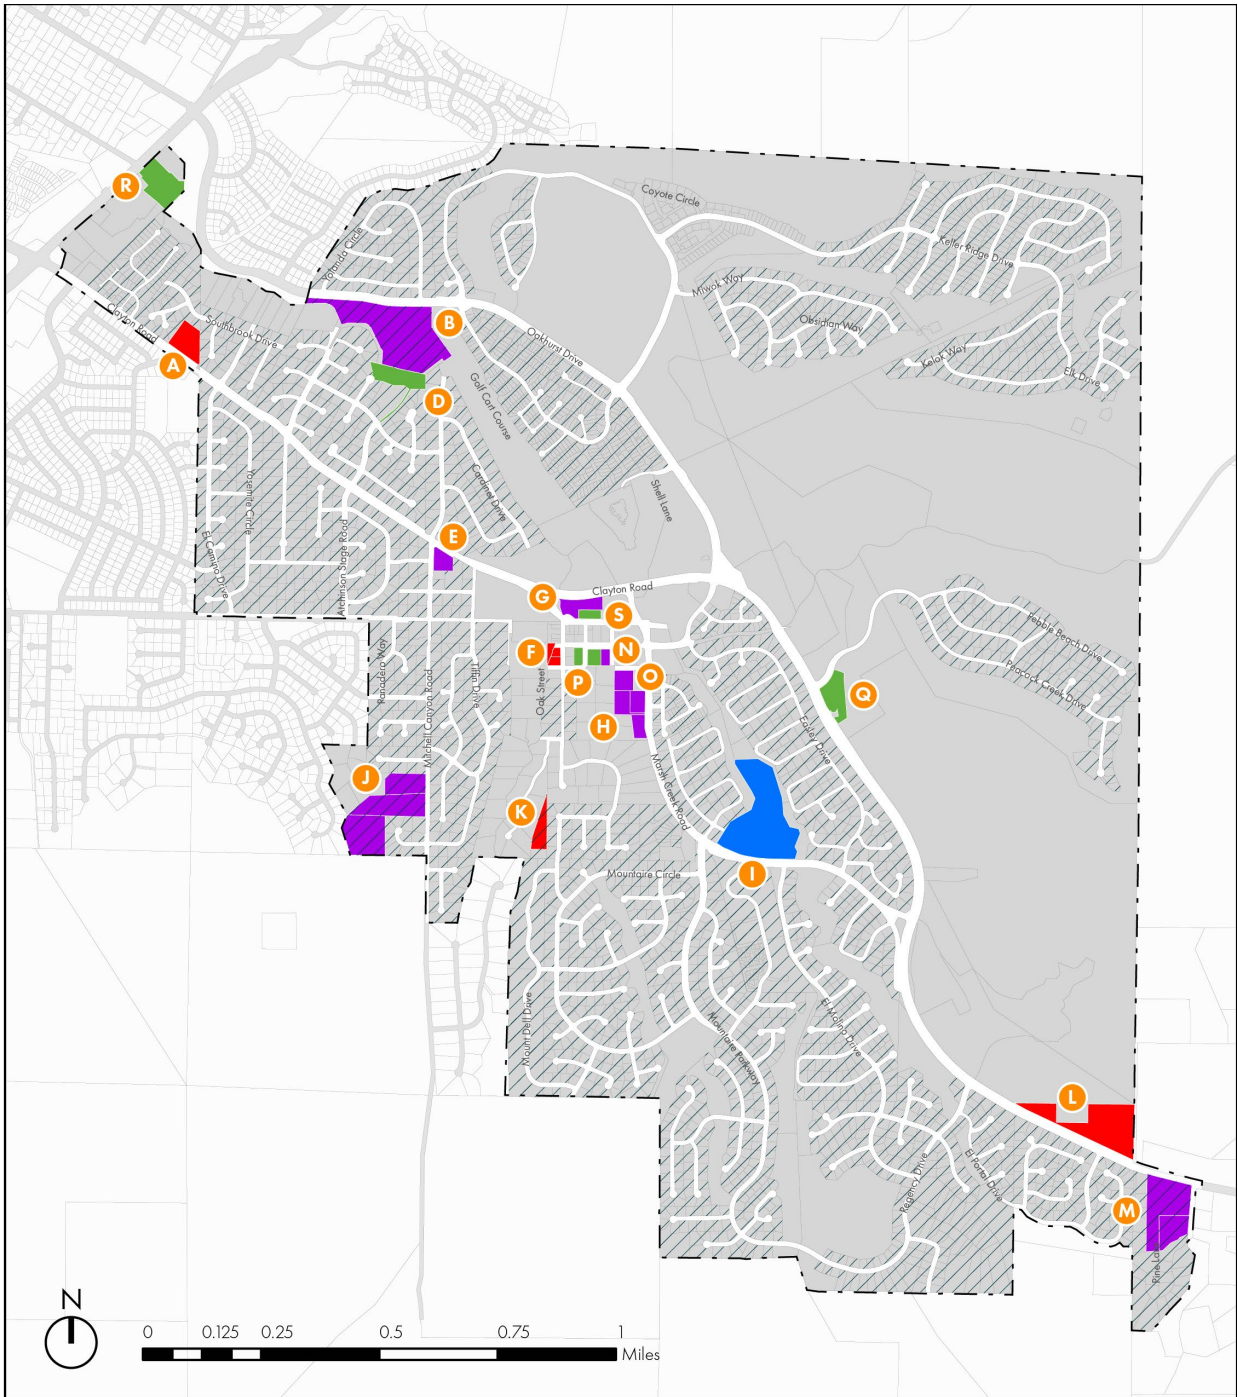 Coyote Circle
R
Keller Ridge Drive
Yolanda Circle
Miwok Way
Clayton Road
Southbrook Drive
B
Obsidian Way
Oakhurst Drive
A
Kelok Way
Elk Drive
D
Golf Cart Course
Yosemite Circle
Cardinet Drive
Shell Lane
E
El Camino Drive
Atchinson Stage Road
G
Clayton Road
S
F
N
P
O
Oak Street
Panadero Way
Mitchell Canyon Road
Tiffin Drive
Pebble Beach Drive
Peacock Creek Drive
Q
H
Easley Drive
J
Marsh Creek Road
K
I
Mountaire Circle
Mount Dell Drive
Mountaire Parkway
El Molino Drive
L
El Portal Drive
Regency Drive
M
Pine Lane
N
0 0.125 0.25 0.5 0.75 1
Miles